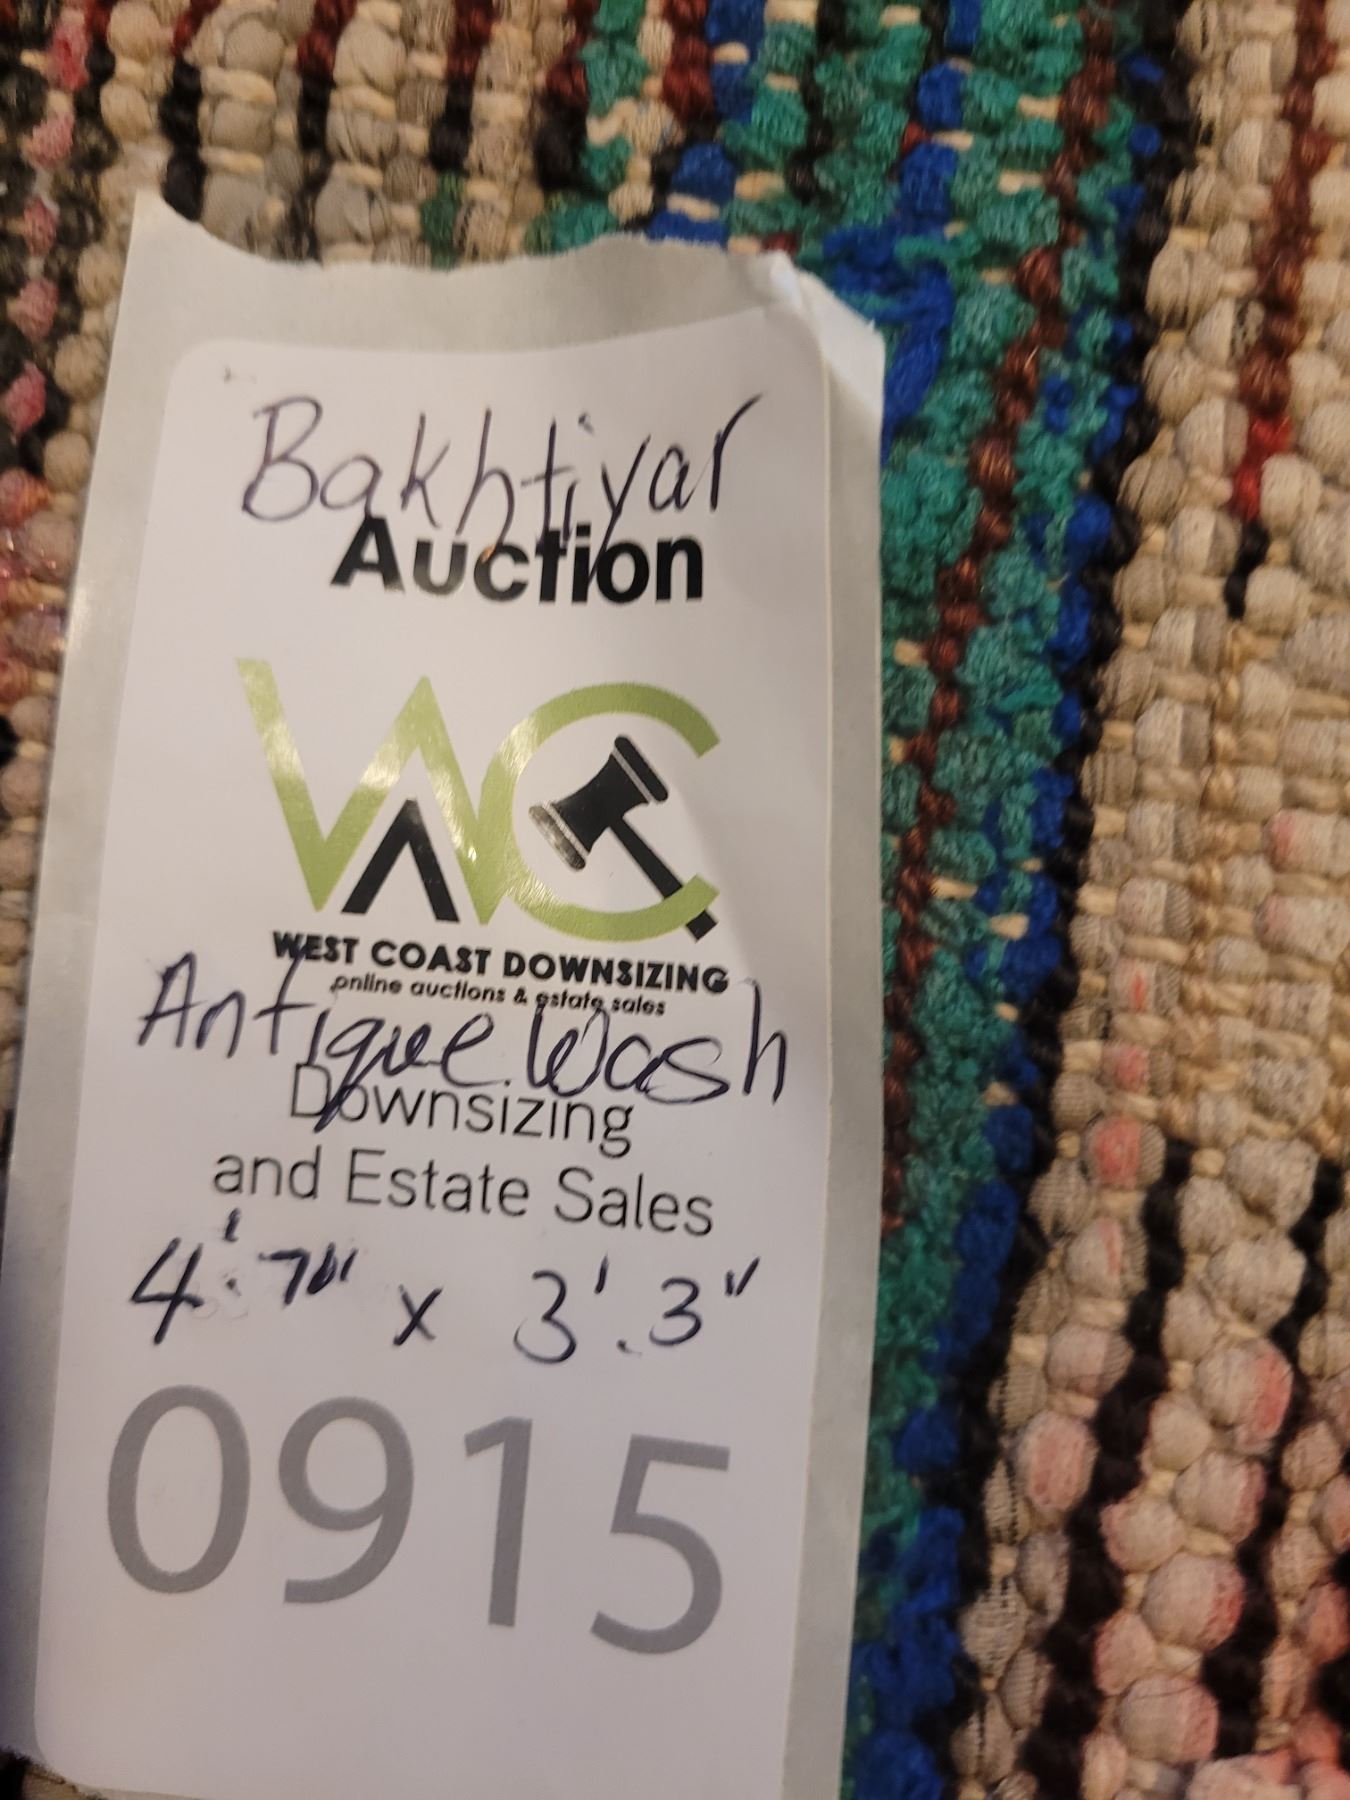 Bakhtiyar
Auction
WC
WEST COAST DOWNSIZING
online auctions & estate sales
Antique Wash
Downsizing
and Estate Sales
4'.7" x 3'.3"
0915